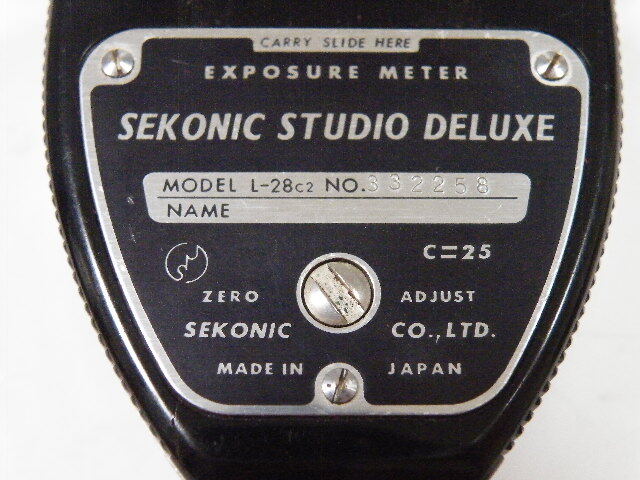 CARRY SLIDE HERE
EXPOSURE METER
SEKONIC STUDIO DELUXE
MODEL L-28c2 NO. 332258
NAME
C=25
ZERO ADJUST
SEKONIC CO., LTD.
MADE IN JAPAN